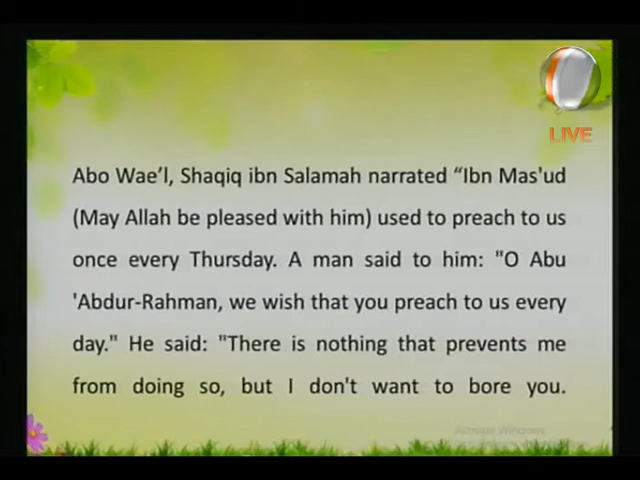 LIVE
Abo Wae’l, Shaqiq ibn Salamah narrated “Ibn Mas'ud
(May Allah be pleased with him) used to preach to us
once every Thursday. A man said to him: "O Abu
'Abdur-Rahman, we wish that you preach to us every
day." He said: "There is nothing that prevents me
from doing so, but I don't want to bore you.
Activate Windows